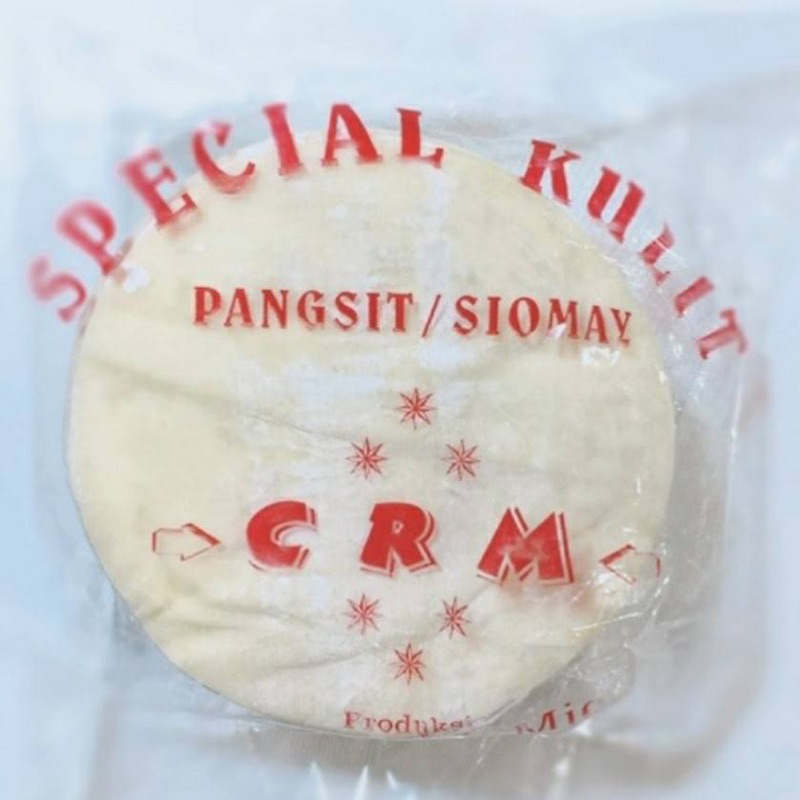 SPECIAL KULIT
PANGSIT / SIOMAY
CRM
Produksi